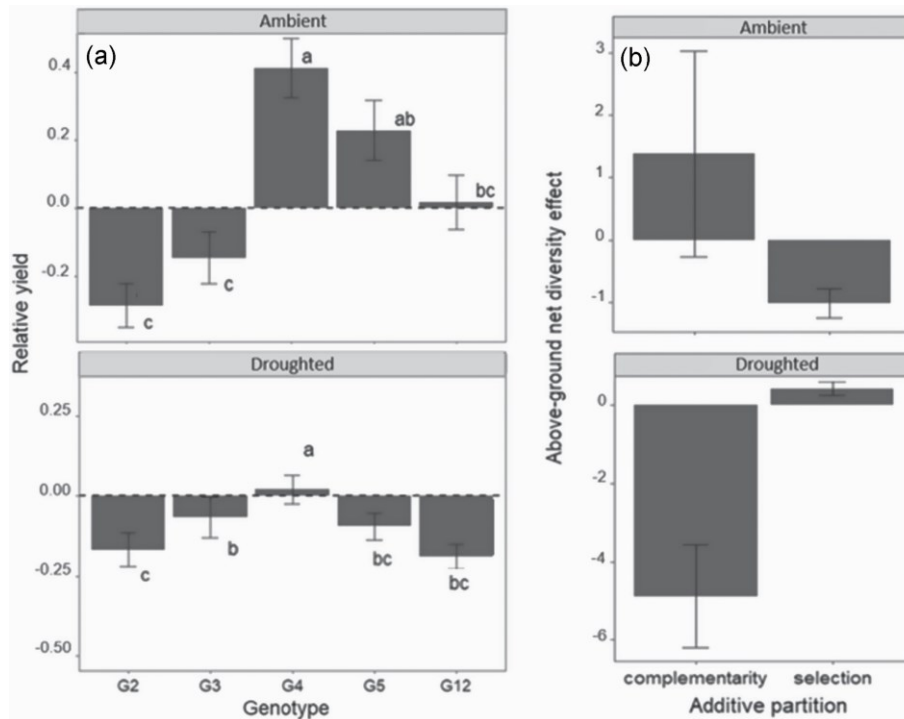 (a)
Ambient
Relative yield
0.4
0.2
0.0
-0.2
a
ab
bc
c
c
Droughted
0.25
0.00
-0.25
-0.50
c
b
a
bc
bc
G2 G3 G4 G5 G12
Genotype
(b)
Ambient
Above-ground net diversity effect
3
2
1
0
-1
Droughted
0
-2
-4
-6
complementarity selection
Additive partition